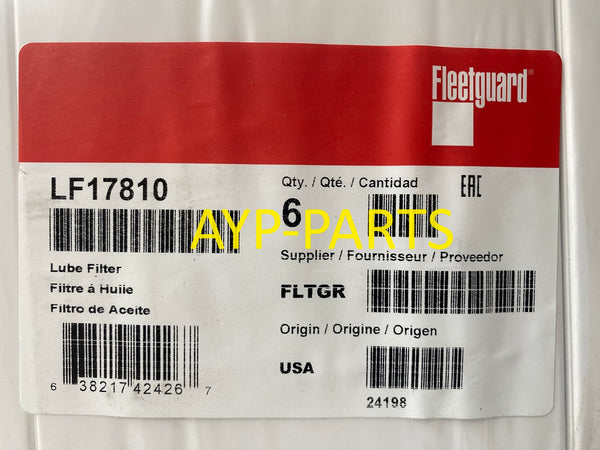 Fleetguard®
LF17810
Qty. / Qté. / Cantidad
EAC
6
AYP-PARTS
Lube Filter
Filtre á Huile
Filtro de Aceite
Supplier / Fournisseur / Proveedor
FLTGR
Origin / Origine / Origen
USA
6 38217 42426 7
24198